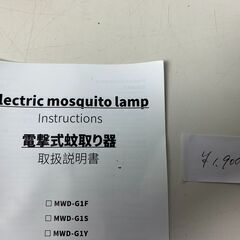 lectric mosquito lamp
Instructions
電撃式蚊取り器
取扱説明書
□ MWD-G1F
□ MWD-G1S
□ MWD-G1Y
¥1,900